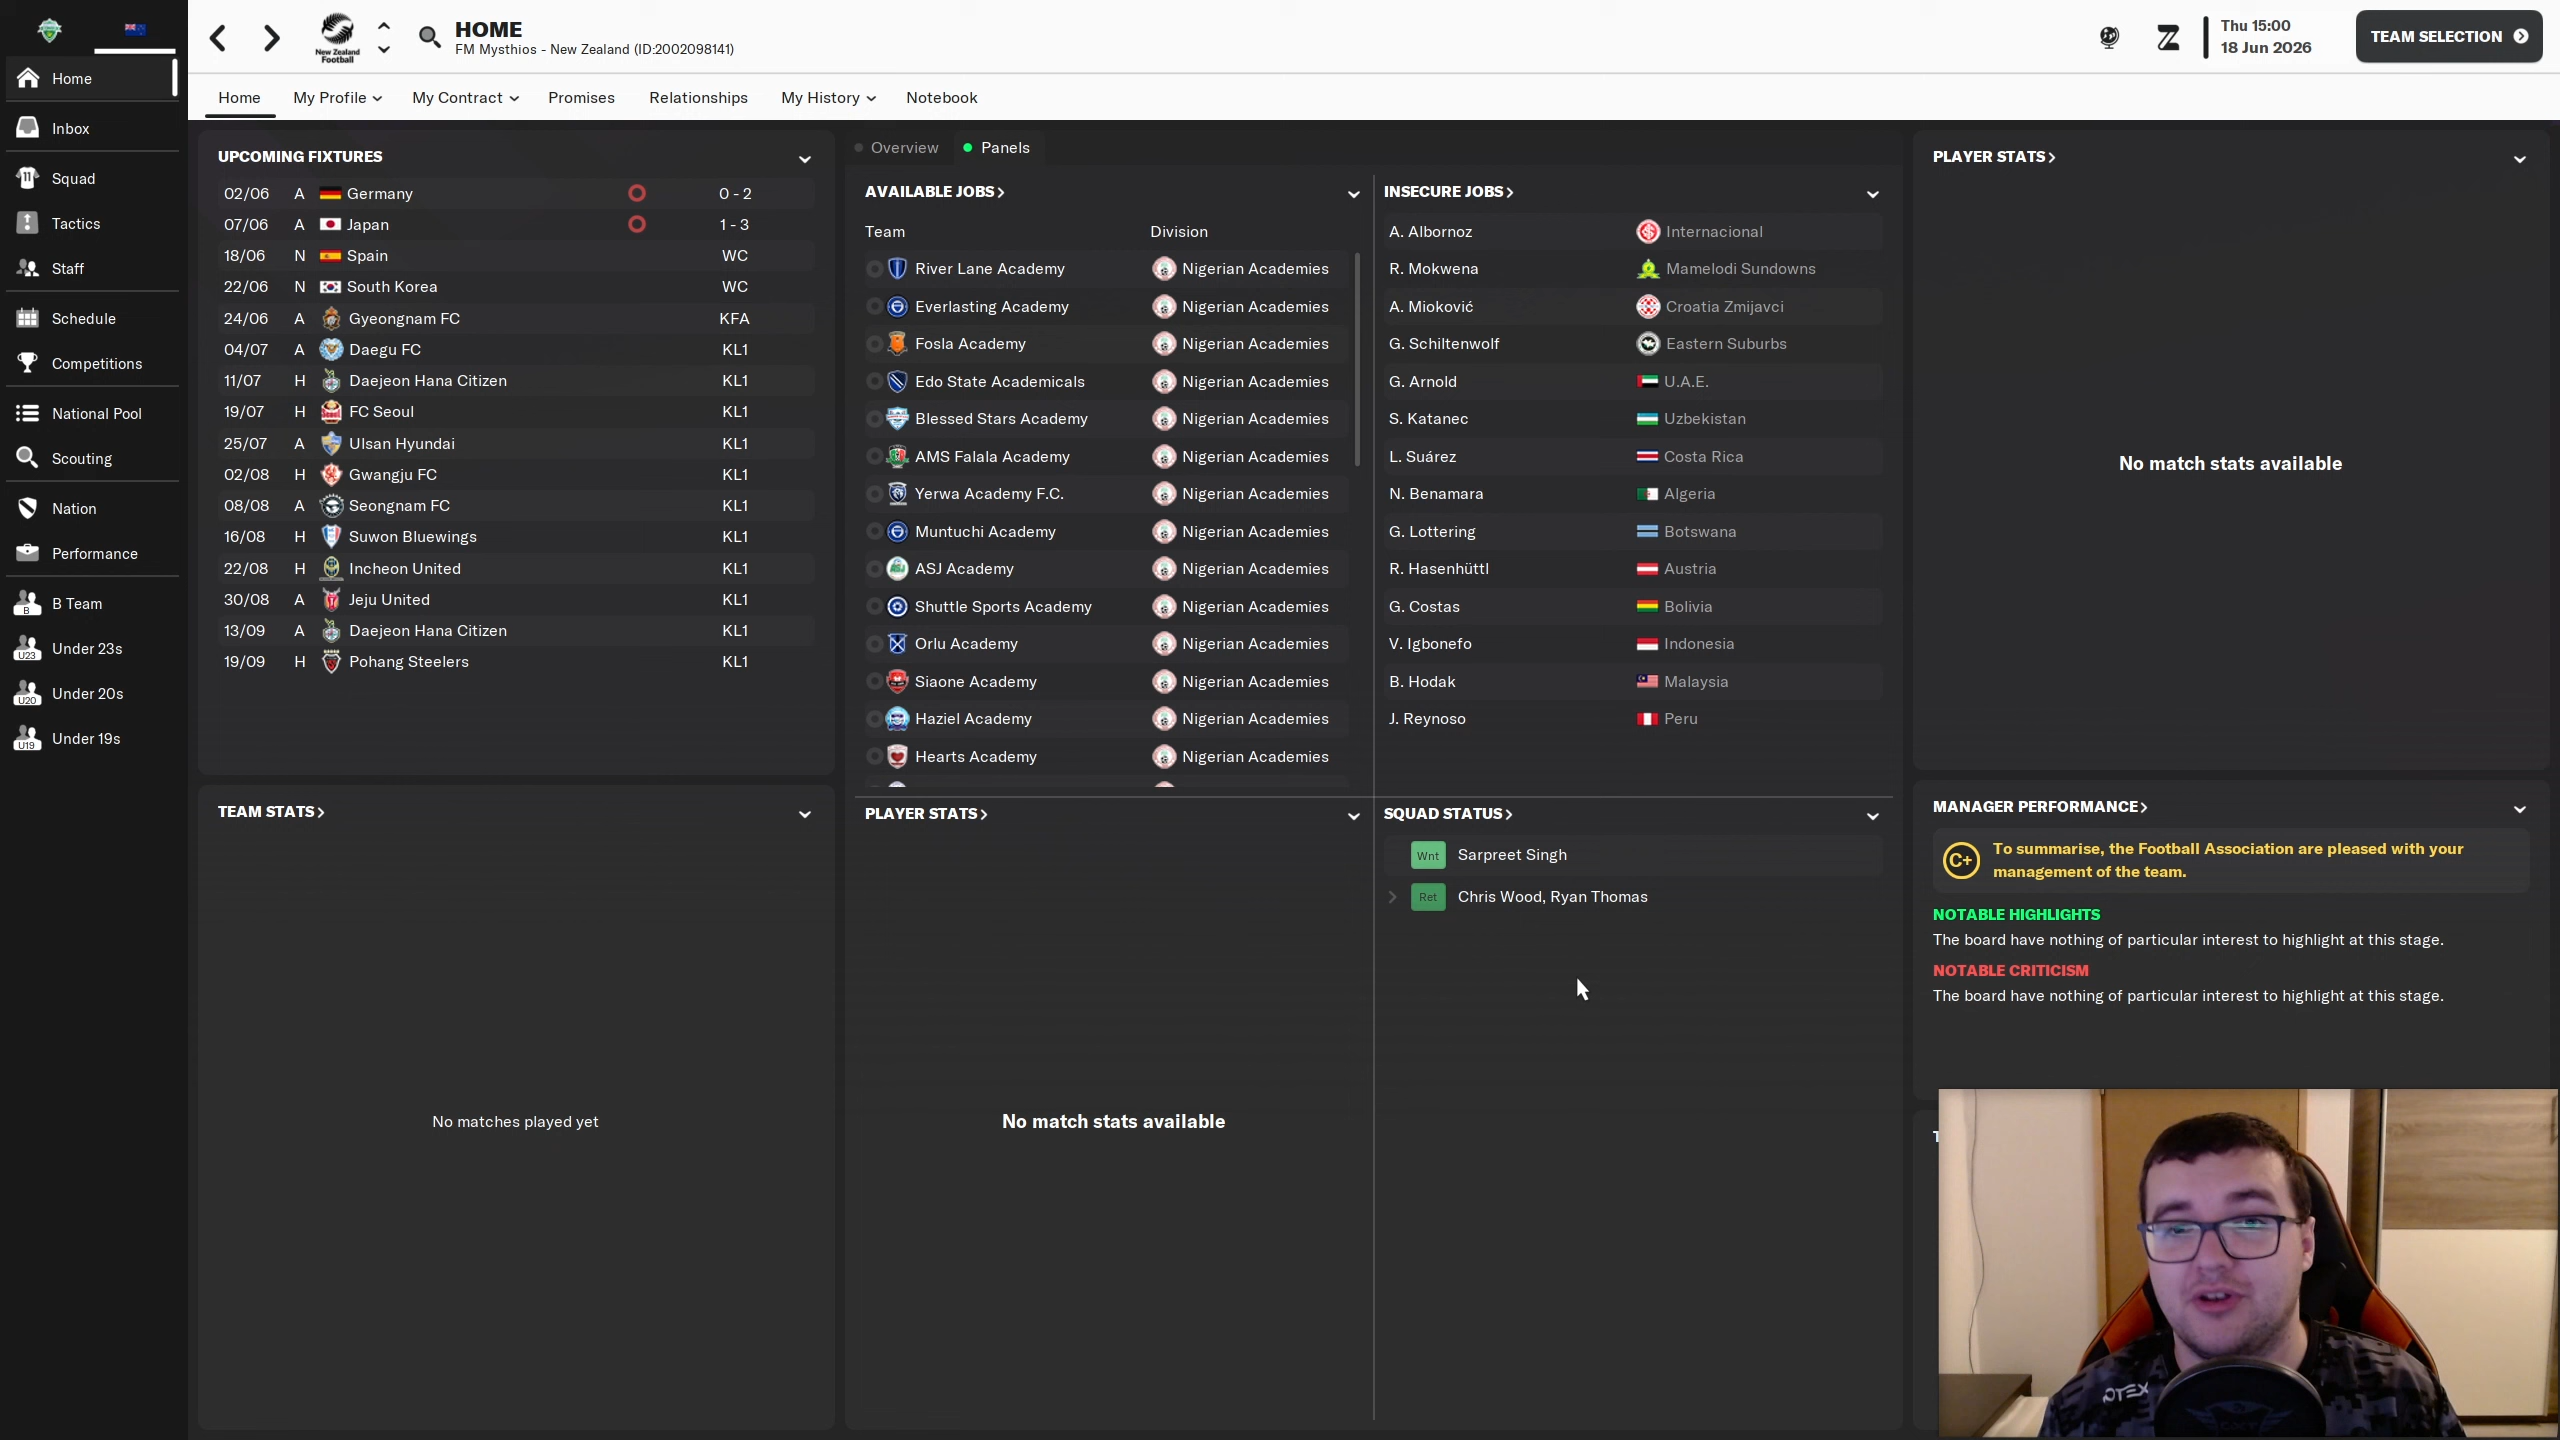 New Zealand
Football
HOME
FM Mysthios - New Zealand (ID:2002098141)
Thu 15:00
18 Jun 2026
TEAM SELECTION
Home
Inbox
Squad
Tactics
Staff
Schedule
Competitions
National Pool
Scouting
Nation
Performance
B
B Team
U23
Under 23s
U20
Under 20s
U19
Under 19s
Home My Profile My Contract Promises Relationships My History Notebook
UPCOMING FIXTURES
02/06 A Germany 0 - 2
07/06 A Japan 1 - 3
18/06 N Spain WC
22/06 N South Korea WC
24/06 A Gyeongnam FC KFA
04/07 A Daegu FC KL1
11/07 H Daejeon Hana Citizen KL1
19/07 H FC Seoul KL1
25/07 A Ulsan Hyundai KL1
02/08 H Gwangju FC KL1
08/08 A Seongnam FC KL1
16/08 H Suwon Bluewings KL1
22/08 H Incheon United KL1
30/08 A Jeju United KL1
13/09 A Daejeon Hana Citizen KL1
19/09 H Pohang Steelers KL1
TEAM STATS
No matches played yet
Overview Panels
AVAILABLE JOBS
Team Division
River Lane Academy Nigerian Academies
Everlasting Academy Nigerian Academies
Fosla Academy Nigerian Academies
Edo State Academicals Nigerian Academies
Blessed Stars Academy Nigerian Academies
AMS Falala Academy Nigerian Academies
Yerwa Academy F.C. Nigerian Academies
Muntuchi Academy Nigerian Academies
ASJ Academy Nigerian Academies
Shuttle Sports Academy Nigerian Academies
Orlu Academy Nigerian Academies
Siaone Academy Nigerian Academies
Haziel Academy Nigerian Academies
Hearts Academy Nigerian Academies
INSECURE JOBS
A. Albornoz Internacional
R. Mokwena Mamelodi Sundowns
A. Mioković Croatia Zmijavci
G. Schiltenwolf Eastern Suburbs
G. Arnold U.A.E.
S. Katanec Uzbekistan
L. Suárez Costa Rica
N. Benamara Algeria
G. Lottering Botswana
R. Hasenhüttl Austria
G. Costas Bolivia
V. Igbonefo Indonesia
B. Hodak Malaysia
J. Reynoso Peru
PLAYER STATS
No match stats available
SQUAD STATUS
Wnt Sarpreet Singh
Ret Chris Wood, Ryan Thomas
PLAYER STATS
No match stats available
MANAGER PERFORMANCE
C+
To summarise, the Football Association are pleased with your
management of the team.
NOTABLE HIGHLIGHTS
The board have nothing of particular interest to highlight at this stage.
NOTABLE CRITICISM
The board have nothing of particular interest to highlight at this stage.